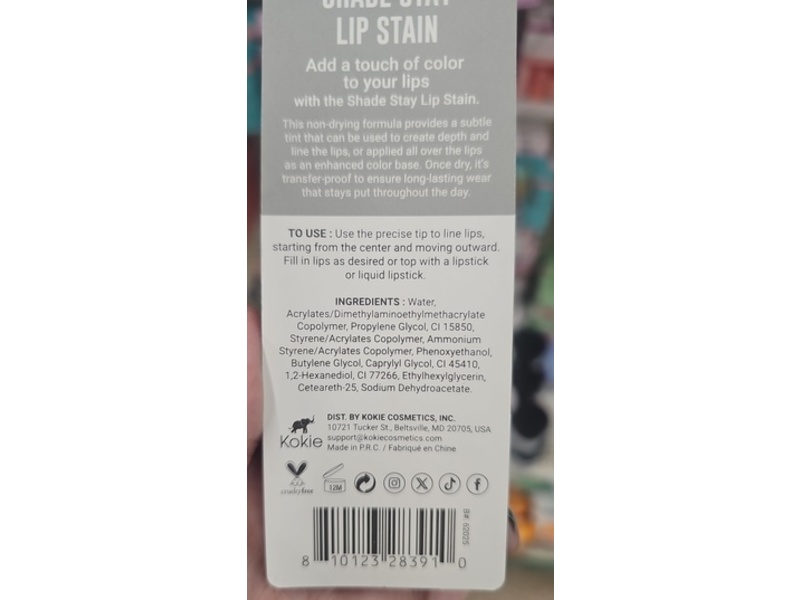 SHADE STAY
LIP STAIN
Add a touch of color
to your lips
with the Shade Stay Lip Stain.
This non-drying formula provides a subtle
tint that can be used to create depth and
line the lips, or applied all over the lips
as an enhanced color base. Once dry, it's
transfer-proof to ensure long-lasting wear
that stays put throughout the day.
TO USE : Use the precise tip to line lips,
starting from the center and moving outward.
Fill in lips as desired or top with a lipstick
or liquid lipstick.
INGREDIENTS : Water,
Acrylates/Dimethylaminoethylmethacrylate
Copolymer, Propylene Glycol, CI 15850,
Styrene/Acrylates Copolymer, Ammonium
Styrene/Acrylates Copolymer, Phenoxyethanol,
Butylene Glycol, Caprylyl Glycol, CI 45410,
1,2-Hexanediol, CI 77266, Ethylhexylglycerin,
Ceteareth-25, Sodium Dehydroacetate.
Kokie
DIST. BY KOKIE COSMETICS, INC.
10721 Tucker St., Beltsville, MD 20705, USA
support@kokiecosmetics.com
Made in P.R.C. / Fabriqué en Chine
crueltyfree
12M
B#: 62025
8 10123 28391 0